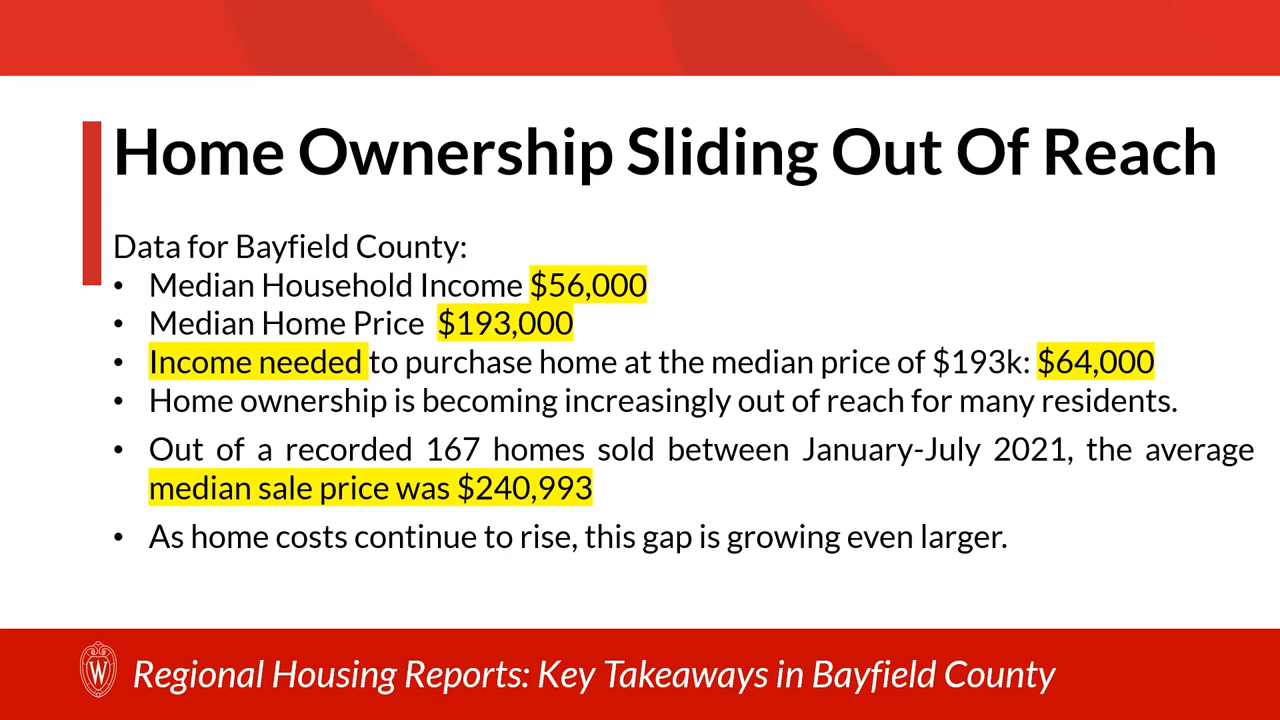 Home Ownership Sliding Out Of Reach
Data for Bayfield County:
• Median Household Income $56,000
• Median Home Price $193,000
• Income needed to purchase home at the median price of $193k: $64,000
• Home ownership is becoming increasingly out of reach for many residents.
• Out of a recorded 167 homes sold between January-July 2021, the average
median sale price was $240,993
• As home costs continue to rise, this gap is growing even larger.
W
Regional Housing Reports: Key Takeaways in Bayfield County